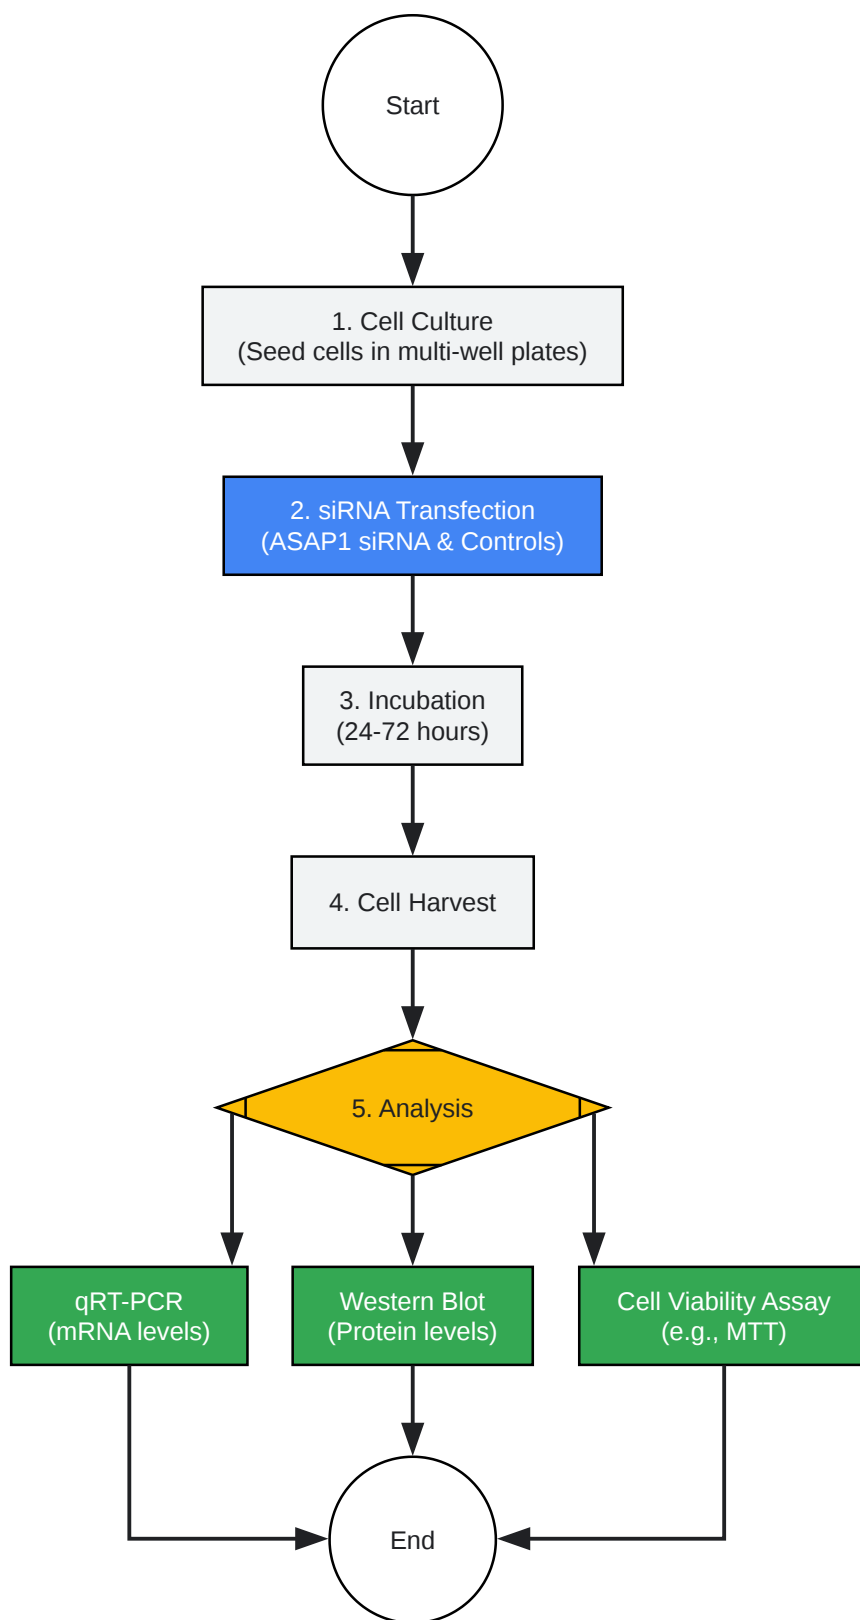 Start
1. Cell Culture
(Seed cells in multi-well plates)
2. siRNA Transfection
(ASAP1 siRNA & Controls)
3. Incubation
(24-72 hours)
4. Cell Harvest
5. Analysis
qRT-PCR
(mRNA levels)
Western Blot
(Protein levels)
Cell Viability Assay
(e.g., MTT)
End